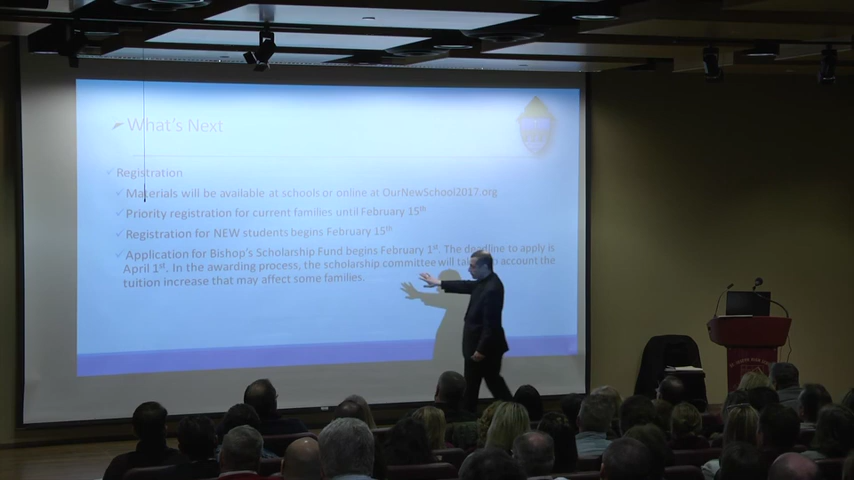 What's Next
Registration
Materials will be available at schools or online at OurNewSchool2017.org
Priority registration for current families until February 15th
Registration for NEW students begins February 15th
Application for Bishop's Scholarship Fund begins February 1st. The deadline to apply is
April 1st. In the awarding process, the scholarship committee will account the
tuition increase that may affect some families.